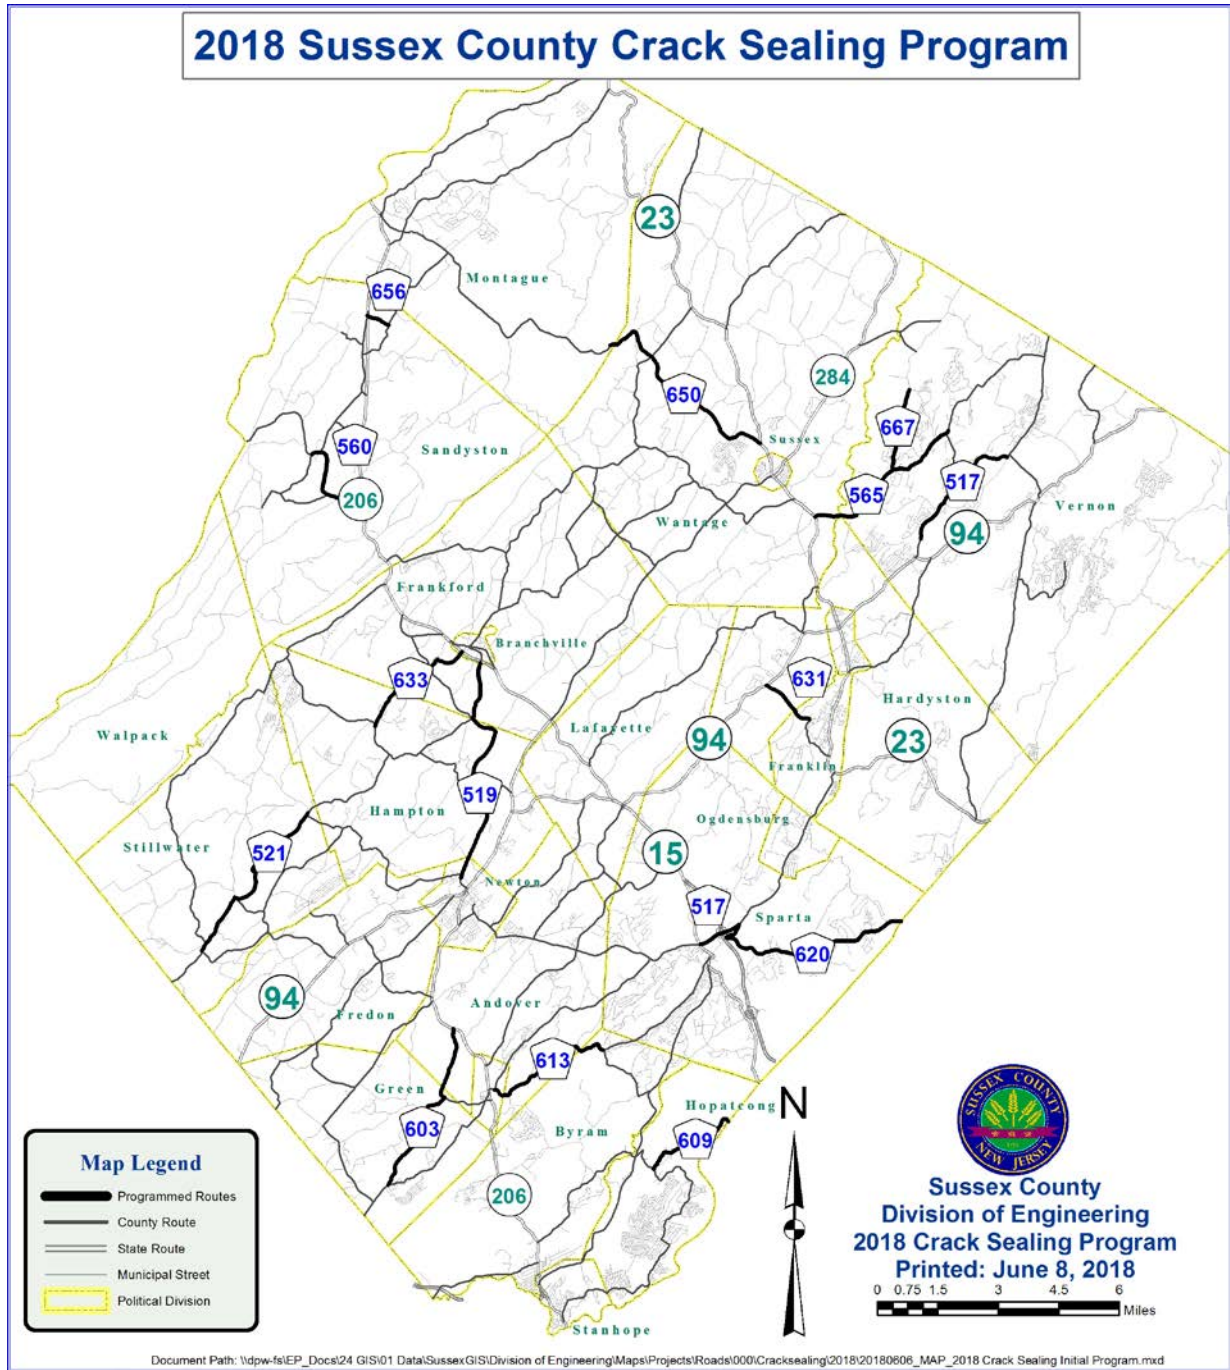 2018 Sussex County Crack Sealing Program
23
Montague
656
284
650
667
Sussex
560
Sandyston
517
565
206
Vernon
Wantage
94
Frankford
Branchville
631
633
Hardyston
Lafayette
Walpack
94
23
Franklin
519
Hampton
Ogdensburg
Stillwater
521
15
Newton
517
Sparta
620
94
Andover
Fredon
613
Green
Hopatcong
N
603
Byram
609
206
Stanhope
Map Legend
Programmed Routes
County Route
State Route
Municipal Street
Political Division
SUSSEX COUNTY
NEW JERSEY
Sussex County
Division of Engineering
2018 Crack Sealing Program
Printed: June 8, 2018
0 0.75 1.5 3 4.5 6
Miles
Document Path: \\dpw-fs\EP_Docs\24 GIS\01 Data\SussexGIS\Division of Engineering\Maps\Projects\Roads\000\Cracksealing\2018\20180606_MAP_2018 Crack Sealing Initial Program.mxd